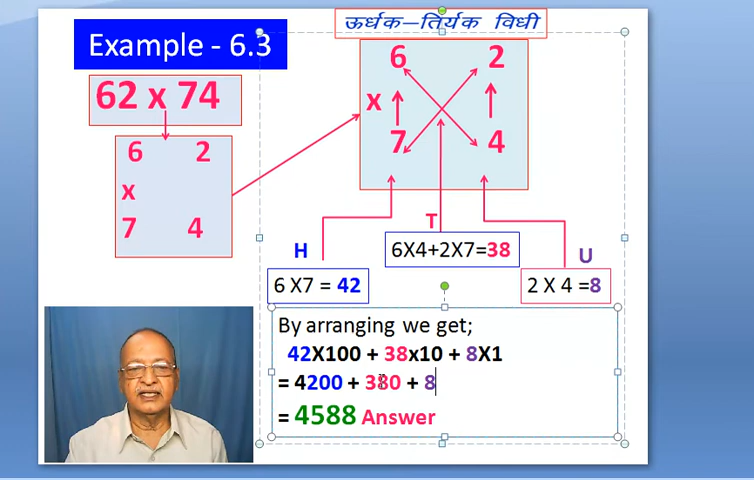 Example - 6.3
ऊर्धक–तिर्यक विधी
62 x 74
6 2
x
7 4
6 2
X
7 4
H
T
U
6 X7 = 42
6X4+2X7=38
2 X 4 =8
By arranging we get;
42X100 + 38x10 + 8X1
= 4200 + 380 + 8
= 4588 Answer